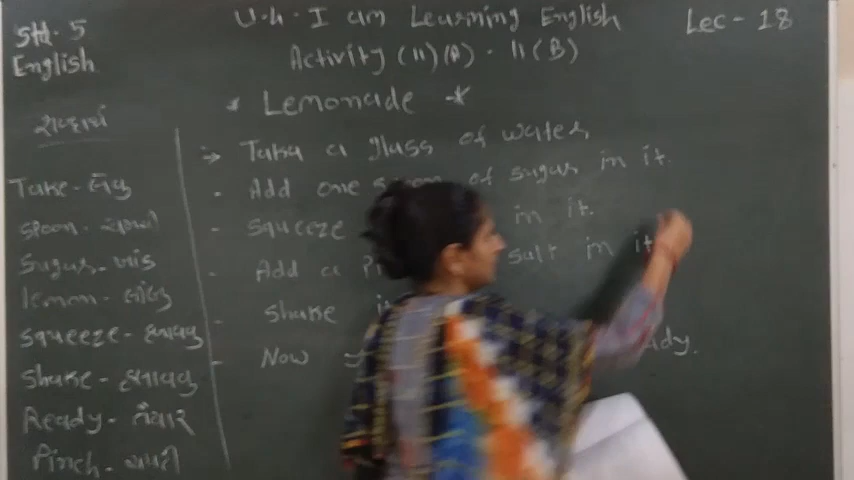 Std. 5
English
U.4. I am Learning English
Activity (11)(A) . 11(B)
Lec - 18
* Lemonade *
શબ્દાર્થ
Take - લેવું
spoon - ચમચી
Sugar - ખાંડ
lemon - લીંબુ
squeeze -
Shake - હલાવવું
Ready - તૈયાર
Pinch - ચપટી
→ Take a glass of water
- Add one spoon of sugar in it.
- squeeze in it.
- Add a salt in it
- shake
- Now